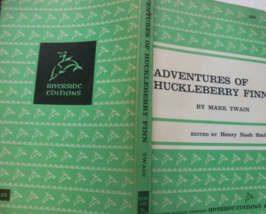 RIVERSIDE
EDITIONS
ADVENTURES OF HUCKLEBERRY FINN
TWAIN
ADVENTURES OF
HUCKLEBERRY FINN
BY MARK TWAIN
EDITED BY Henry Nash
RIVERSIDE EDITIONS